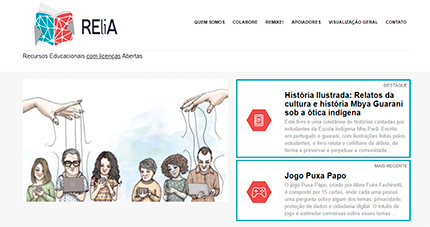 RELiA
QUEM SOMOS COLABORE REMIXE! APOIADORES VISUALIZAÇÃO GERAL CONTATO
Recursos Educacionais com licenças Abertas
DESTAQUE
História Ilustrada: Relatos da
cultura e história Mbya Guarani
sob a ótica indígena
Este livro é uma coletânea de histórias contadas por
estudantes da Escola Indígena Nhu Porã. Escrito
em português e guarani, com ilustrações feitas pelos
estudantes, o livro relata o cotidiano da aldeia, de
forma a preservar e perpetuar a comunidade ...
MAIS RECENTE
Jogo Puxa Papo
O jogo Puxa Papo, criado por Aline Fuke Fachinetti,
é composto por 15 cartas, onde cada uma possui
uma pergunta sobre algum dos temas: privacidade,
proteção de dados e cidadania digital. O intuito do
jogo é estimular conversas sobre esses temas ...